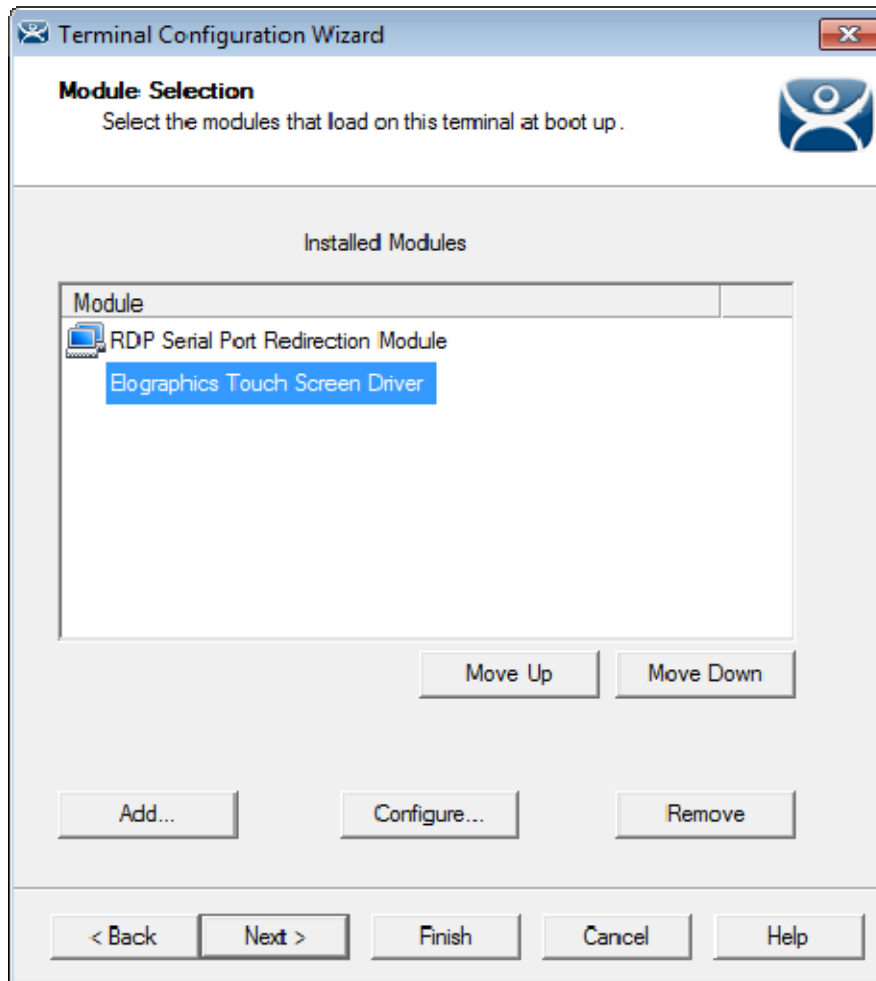 Terminal Configuration Wizard
Module Selection
Select the modules that load on this terminal at boot up.
Installed Modules
Module
RDP Serial Port Redirection Module
Elographics Touch Screen Driver
Move Up Move Down
Add... Configure... Remove
< Back Next > Finish Cancel Help